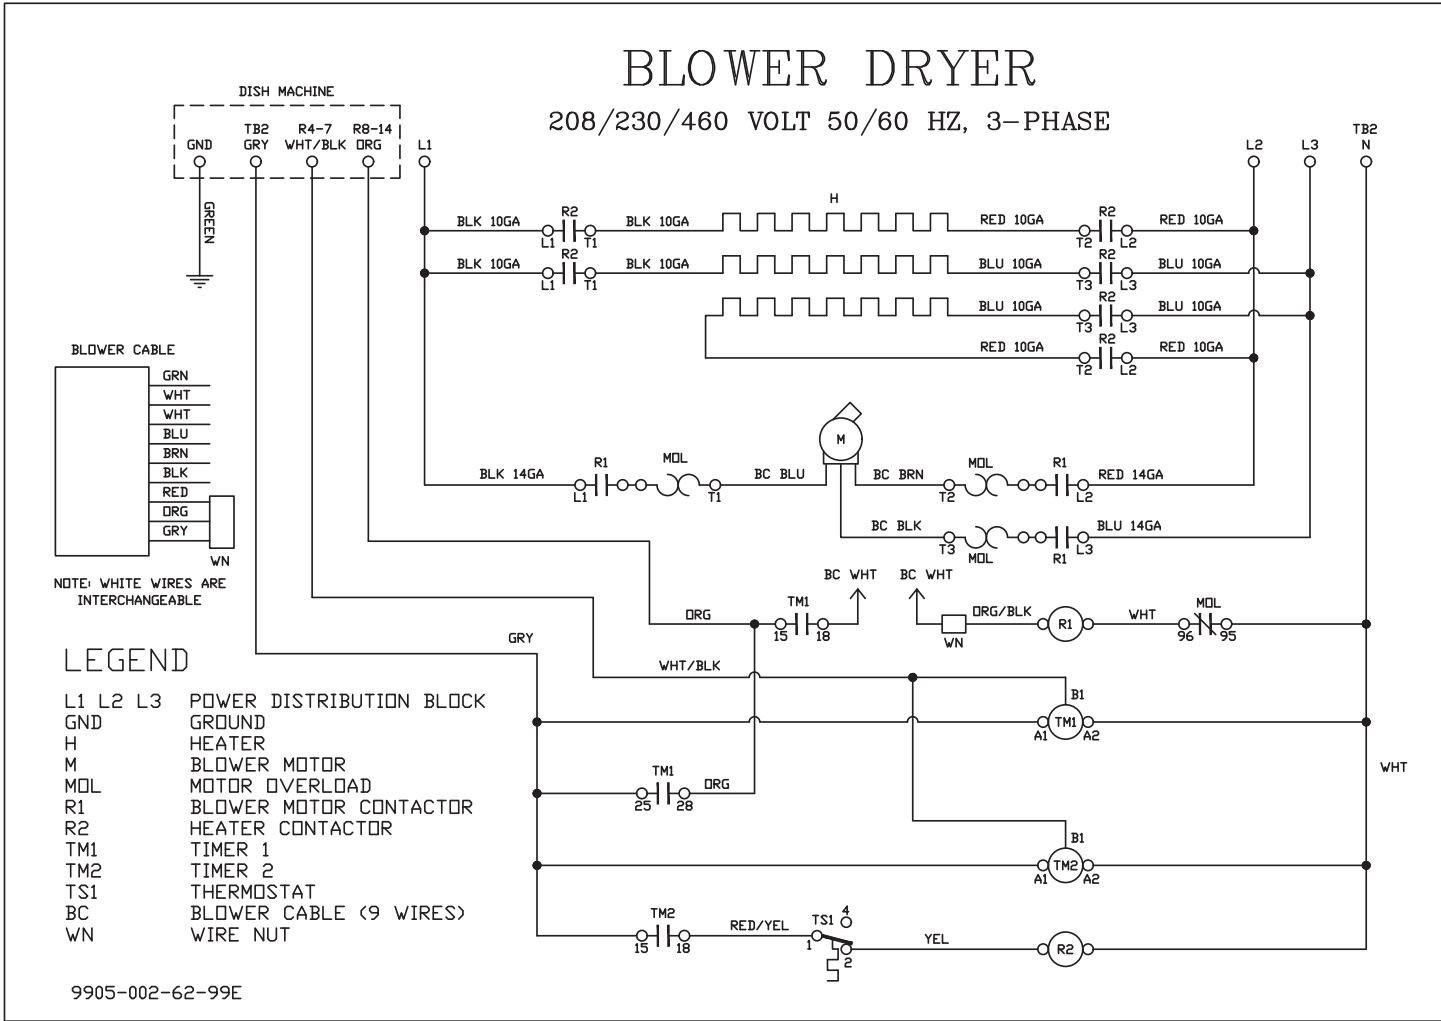 BLOWER DRYER
208/230/460 VOLT 50/60 HZ, 3-PHASE
DISH MACHINE
GND
TB2
GRY
R4-7
WHT/BLK
R8-14
ORG
L1
L2
L3
TB2
N
GREEN
H
BLK 10GA
R2
L1
T1
BLK 10GA
RED 10GA
R2
T2
L2
RED 10GA
BLK 10GA
R2
L1
T1
BLK 10GA
BLU 10GA
R2
T3
L3
BLU 10GA
BLU 10GA
R2
T3
L3
BLU 10GA
RED 10GA
R2
T2
L2
RED 10GA
BLOWER CABLE
GRN
WHT
WHT
BLU
BRN
BLK
RED
ORG
GRY
WN
NOTE: WHITE WIRES ARE
INTERCHANGEABLE
M
BLK 14GA
R1
L1
MOL
T1
BC BLU
BC BRN
T2
MOL
R1
L2
RED 14GA
BC BLK
T3
MOL
R1
L3
BLU 14GA
ORG
TM1
15
18
BC WHT
BC WHT
WN
ORG/BLK
R1
WHT
MOL
96
95
GRY
WHT/BLK
B1
TM1
A1
A2
TM1
25
28
ORG
WHT
B1
TM2
A1
A2
TM2
15
18
RED/YEL
TS1
4
1
2
YEL
R2
LEGEND
L1 L2 L3 POWER DISTRIBUTION BLOCK
GND GROUND
H HEATER
M BLOWER MOTOR
MOL MOTOR OVERLOAD
R1 BLOWER MOTOR CONTACTOR
R2 HEATER CONTACTOR
TM1 TIMER 1
TM2 TIMER 2
TS1 THERMOSTAT
BC BLOWER CABLE (9 WIRES)
WN WIRE NUT
9905-002-62-99E